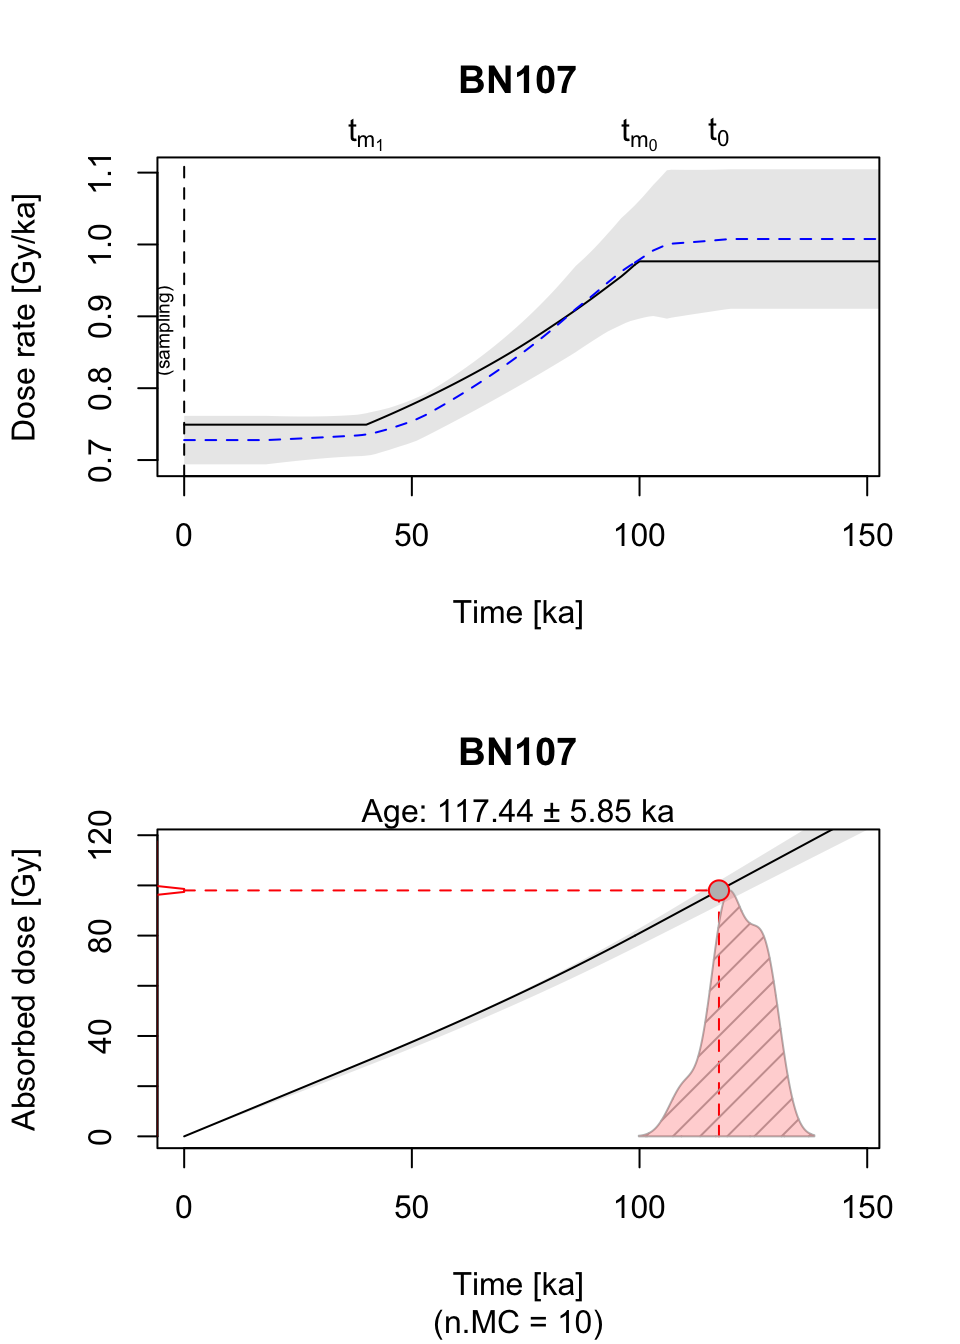 BN107
t_m₁ t_m₀ t₀
Dose rate [Gy/ka]
1.1
1.0
0.9
0.8
0.7
(sampling)
0 50 100 150
Time [ka]
BN107
Age: 117.44 ± 5.85 ka
Absorbed dose [Gy]
120
80
40
0
0 50 100 150
Time [ka]
(n.MC = 10)